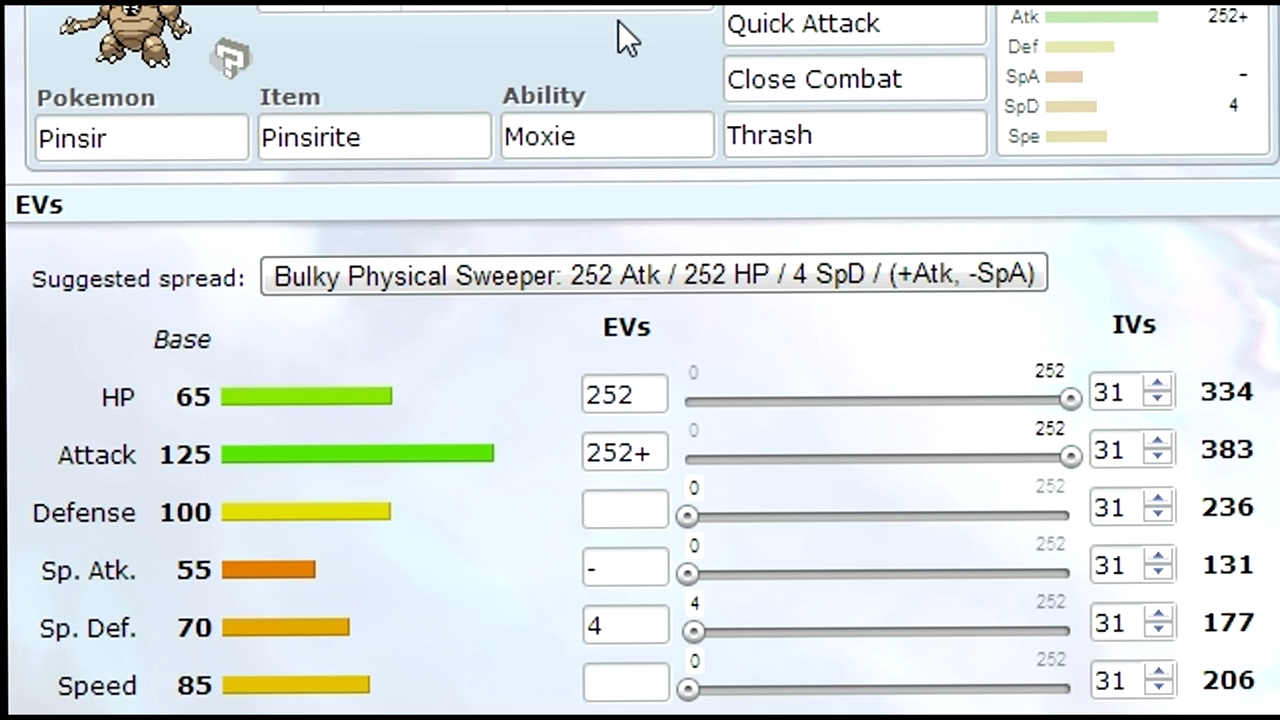 Quick Attack
Close Combat
Thrash
Pokemon Item Ability
Pinsir Pinsirite Moxie
Atk 252+
Def
SpA -
SpD 4
Spe
EVs
Suggested spread: Bulky Physical Sweeper: 252 Atk / 252 HP / 4 SpD / (+Atk, -SpA)
Base EVs IVs
HP 65 252 0 252 31 334
Attack 125 252+ 0 252 31 383
Defense 100 0 252 31 236
Sp. Atk. 55 - 0 252 31 131
Sp. Def. 70 4 4 252 31 177
Speed 85 0 252 31 206